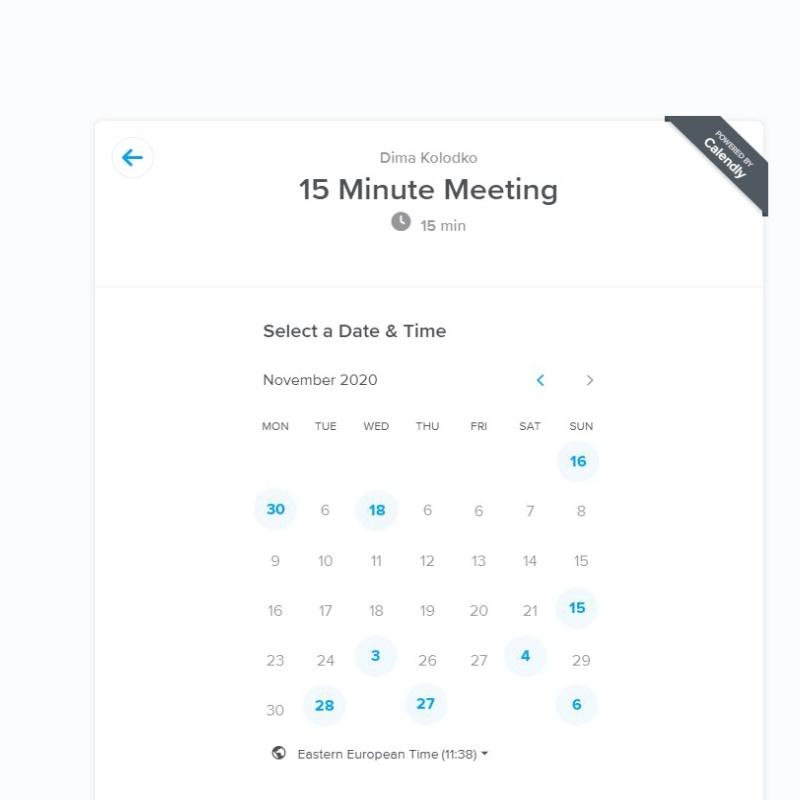 POWERED BY
Calendly
Dima Kolodko
15 Minute Meeting
15 min
Select a Date & Time
November 2020
MON TUE WED THU FRI SAT SUN
16
30 6 18 6 6 7 8
9 10 11 12 13 14 15
16 17 18 19 20 21 15
23 24 3 26 27 4 29
30 28 27 6
Eastern European Time (11:38)